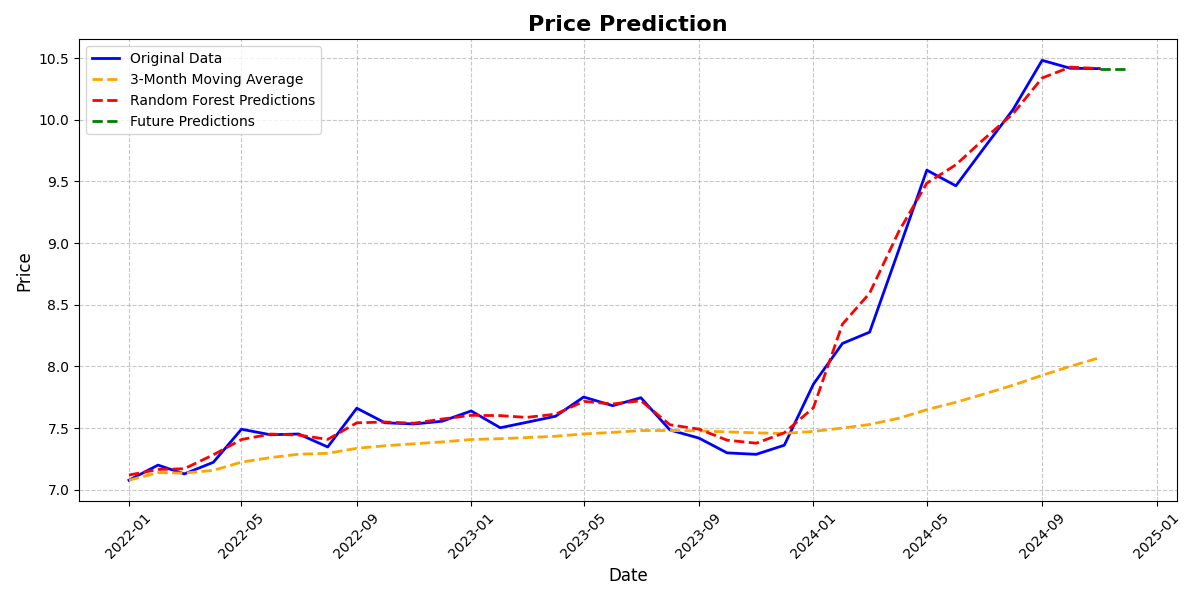 Price Prediction
Original Data
3-Month Moving Average
Random Forest Predictions
Future Predictions
Price
10.5
10.0
9.5
9.0
8.5
8.0
7.5
7.0
2022-01
2022-05
2022-09
2023-01
2023-05
2023-09
2024-01
2024-05
2024-09
2025-01
Date